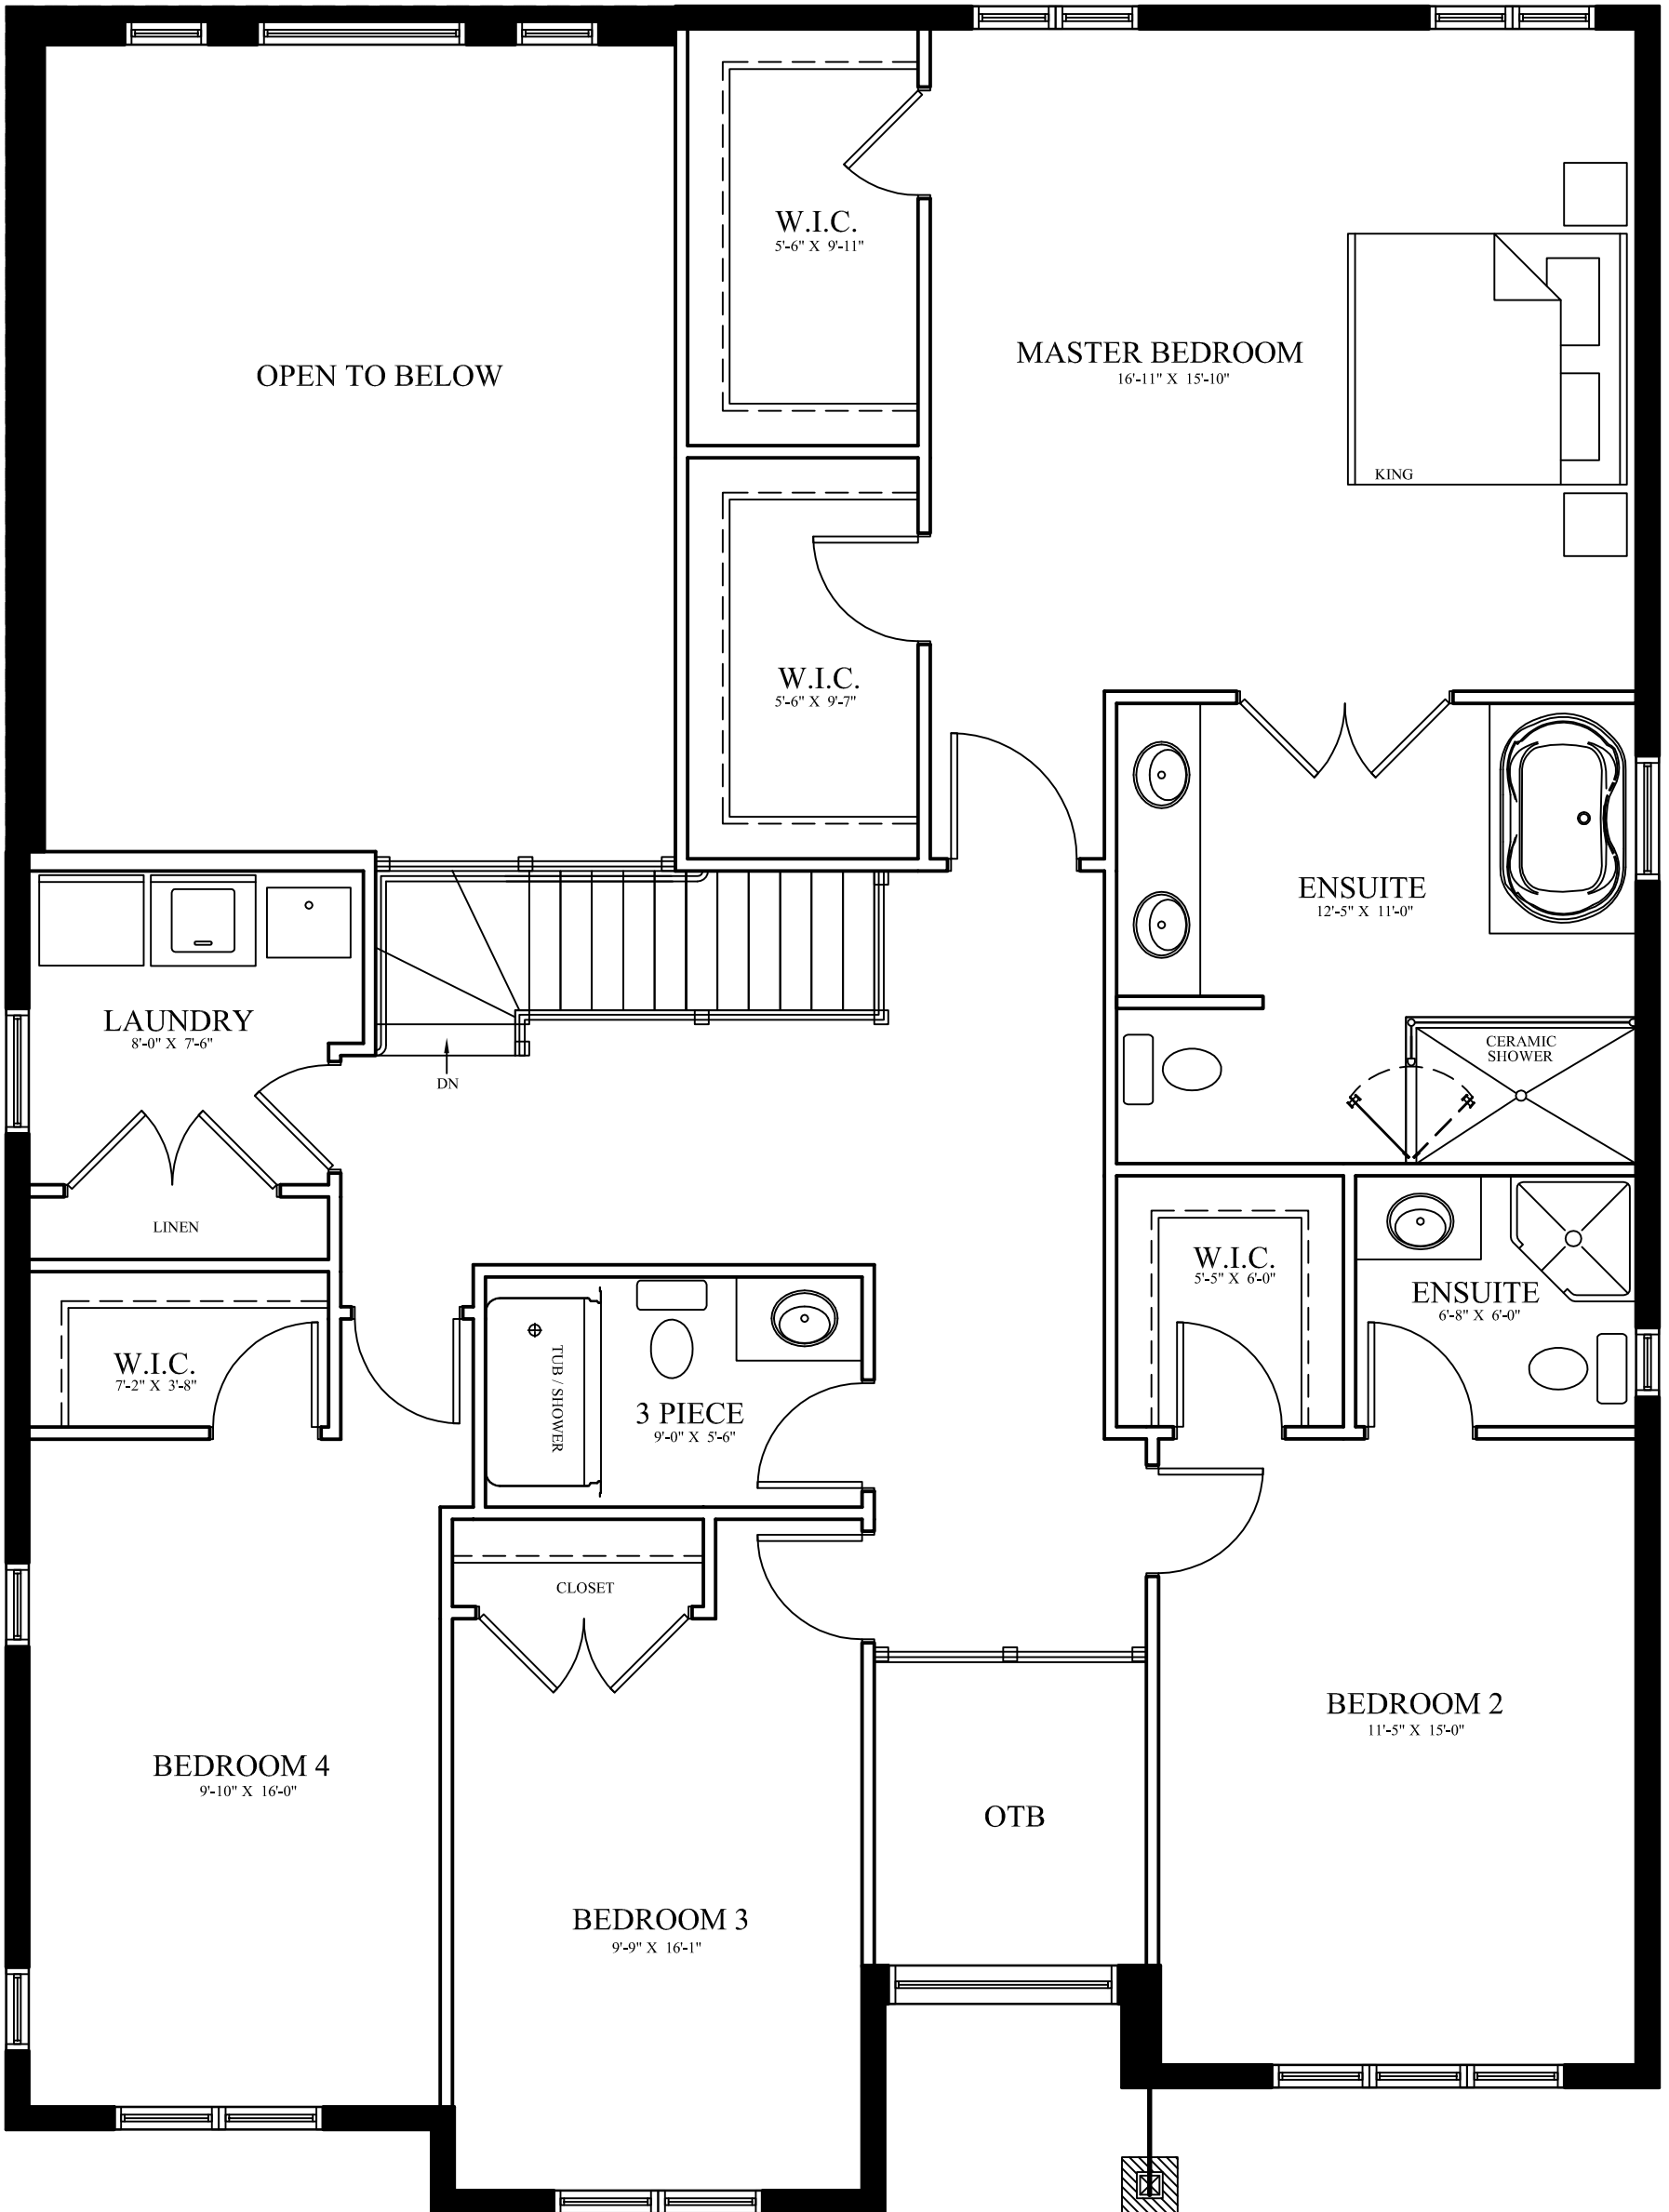 W.I.C.
5'-6" X 9'-11"
MASTER BEDROOM
16'-11" X 15'-10"
OPEN TO BELOW
KING
W.I.C.
5'-6" X 9'-7"
ENSUITE
12'-5" X 11'-0"
LAUNDRY
8'-0" X 7'-6"
CERAMIC
SHOWER
DN
LINEN
W.I.C.
5'-5" X 6'-0"
ENSUITE
6'-8" X 6'-0"
W.I.C.
7'-2" X 3'-8"
TUB / SHOWER
3 PIECE
9'-0" X 5'-6"
CLOSET
BEDROOM 2
11'-5" X 15'-0"
BEDROOM 4
9'-10" X 16'-0"
OTB
BEDROOM 3
9'-9" X 16'-1"